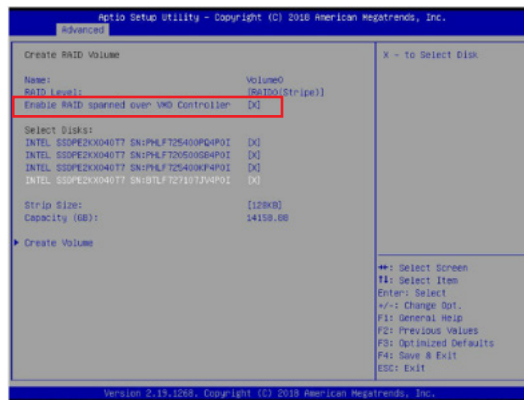 Aptio Setup Utility - Copyright (C) 2018 American Megatrends, Inc.
Advanced
Create RAID Volume
X - to Select Disk
Name: Volume0
RAID Level: [RAID0(Stripe)]
Enable RAID spanned over VMD Controller [X]
Select Disks:
INTEL SSDPE2KX040T7 SN:PHLF725400PQ4P0I [X]
INTEL SSDPE2KX040T7 [X]
INTEL SSDPE2KX040T7 SN:PHLF725400KP4P0I [X]
INTEL SSDPE2KX040T7 SN:BTLF727107JV4P0I [X]
Strip Size: [128KB]
Capacity (GB): 14158.08
Create Volume
: Select Screen
↑↓: Select Item
Enter: Select
+/-: Change Opt.
F1: General Help
F2: Previous Values
F3: Optimized Defaults
F4: Save & Exit
ESC: Exit
Version 2.19.1268. Copyright (C) 2018 American Megatrends, Inc.